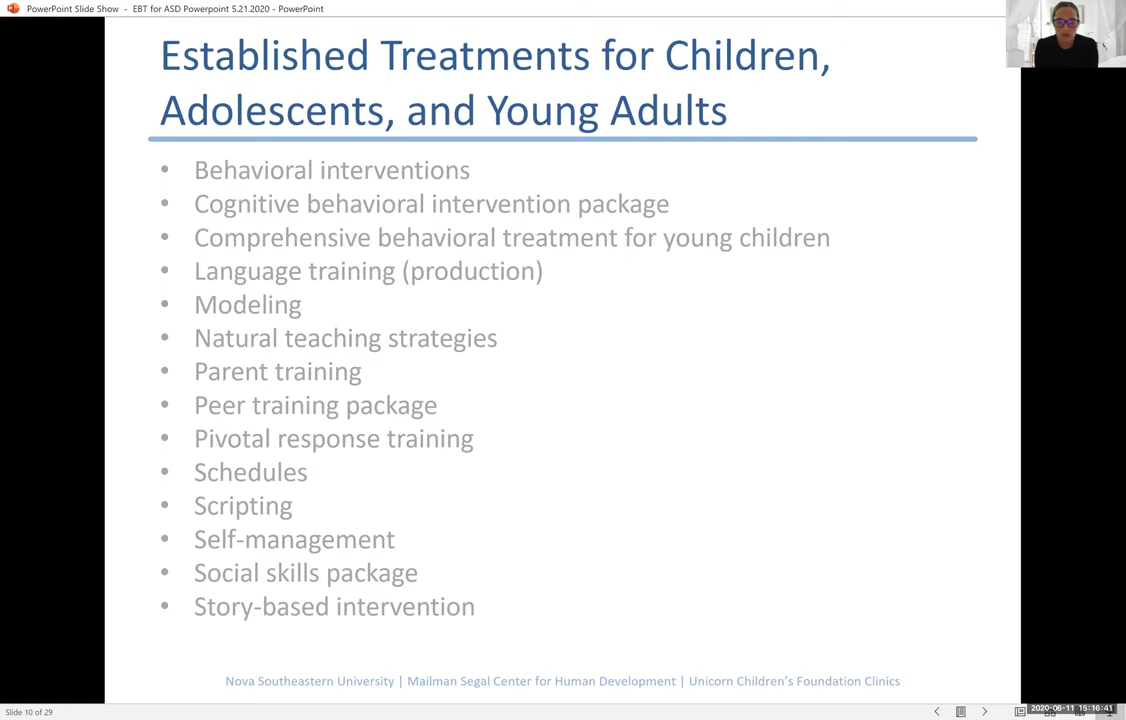 PowerPoint Slide Show - EBT for ASD Powerpoint 5.21.2020 - PowerPoint
Established Treatments for Children,
Adolescents, and Young Adults
• Behavioral interventions
• Cognitive behavioral intervention package
• Comprehensive behavioral treatment for young children
• Language training (production)
• Modeling
• Natural teaching strategies
• Parent training
• Peer training package
• Pivotal response training
• Schedules
• Scripting
• Self-management
• Social skills package
• Story-based intervention
Nova Southeastern University | Mailman Segal Center for Human Development | Unicorn Children's Foundation Clinics
Slide 10 of 29
2020-06-11 15:16:41